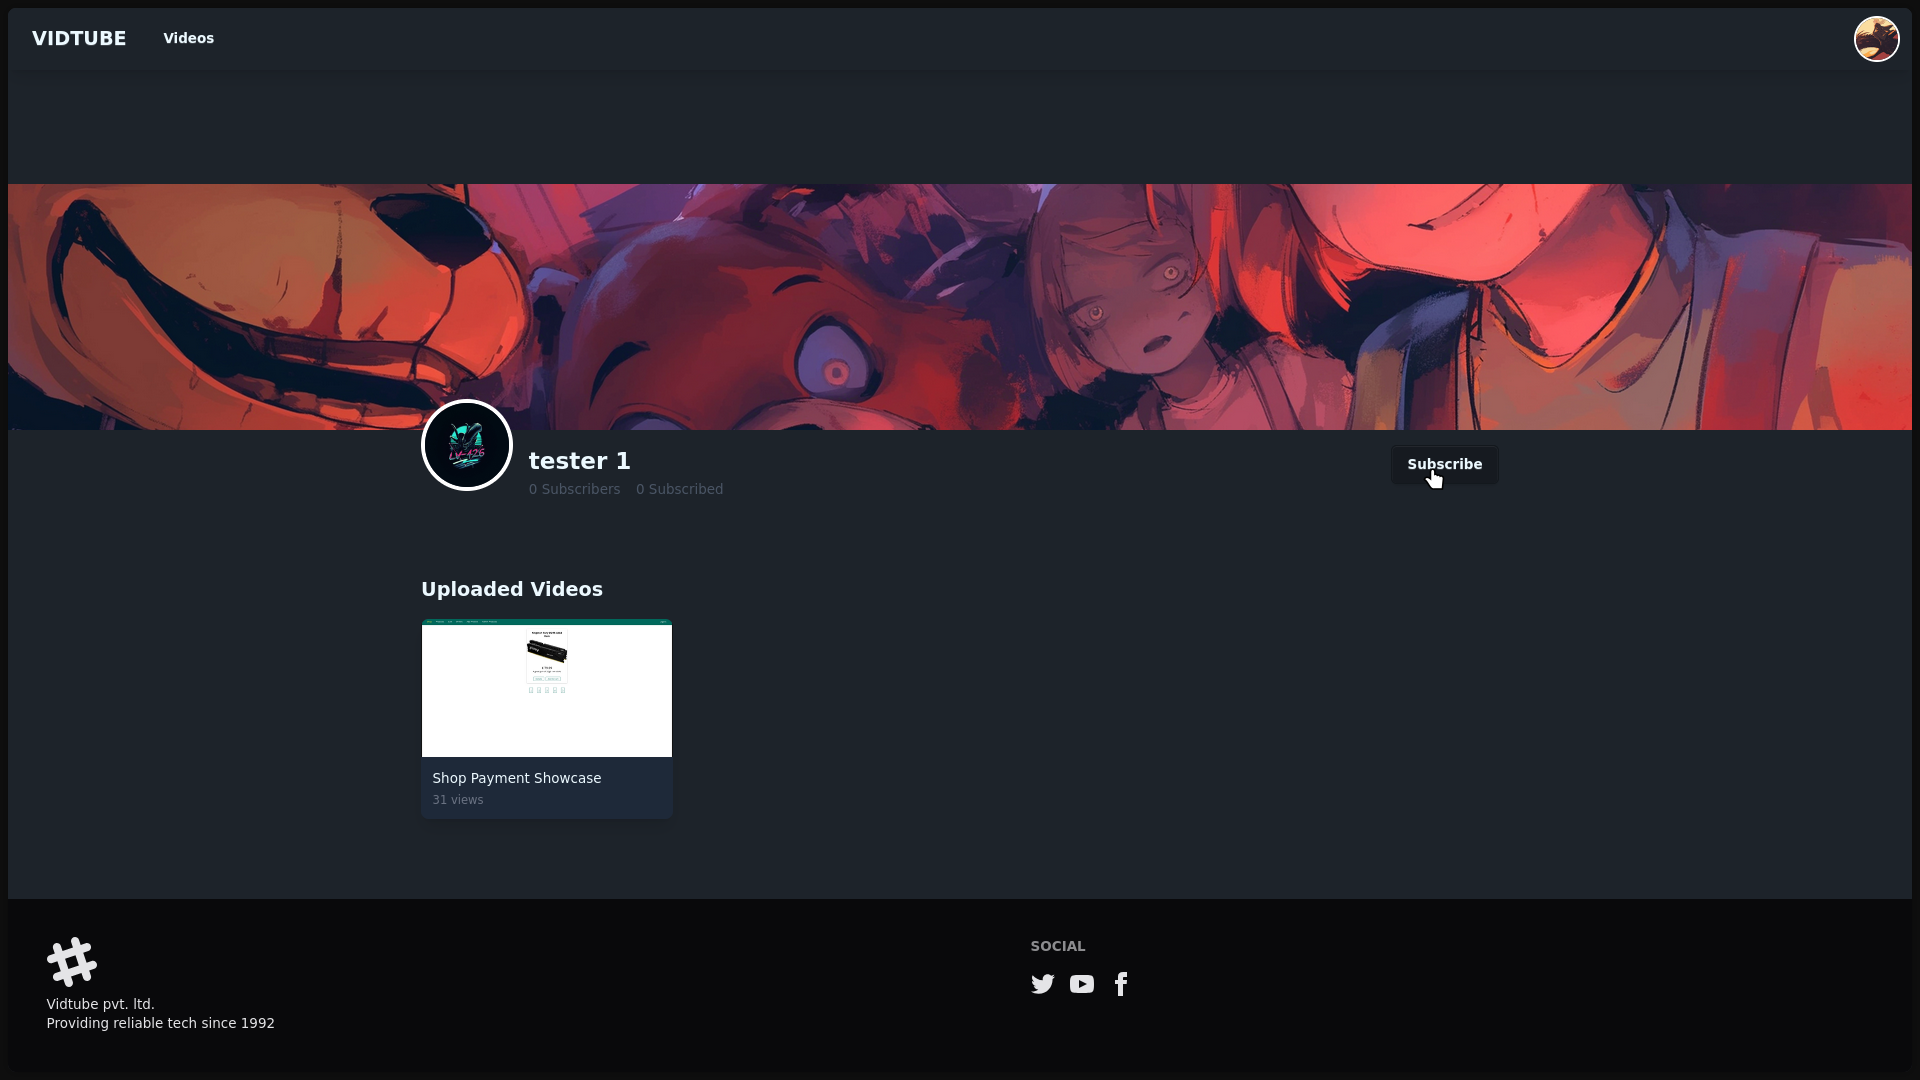 VIDTUBE
Videos
LV-426
tester 1
0 Subscribers 0 Subscribed
Subscribe
Uploaded Videos
Shop Payment Showcase
31 views
SOCIAL
Vidtube pvt. ltd.
Providing reliable tech since 1992